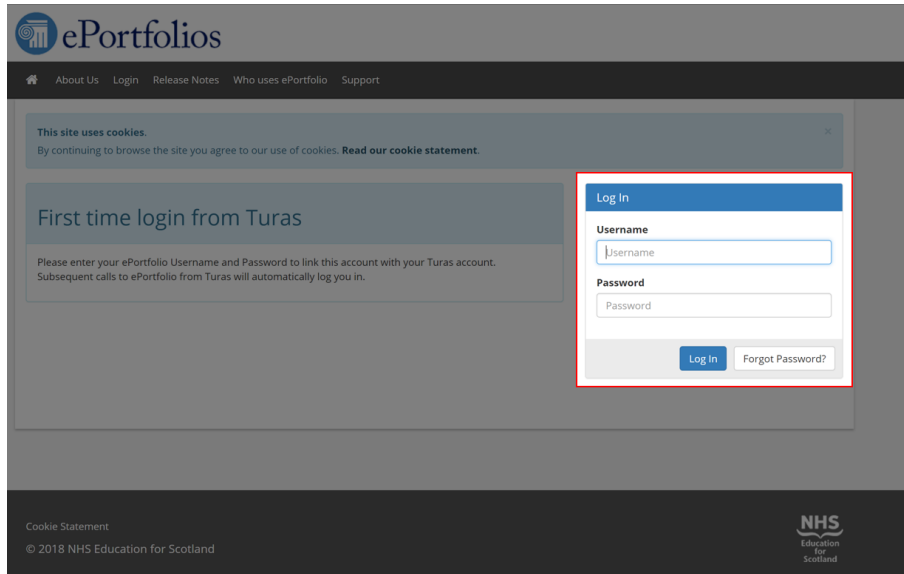 ePortfolios
About Us Login Release Notes Who uses ePortfolio Support
This site uses cookies.
By continuing to browse the site you agree to our use of cookies. Read our cookie statement.
×
First time login from Turas
Please enter your ePortfolio Username and Password to link this account with your Turas account.
Subsequent calls to ePortfolio from Turas will automatically log you in.
Log In
Username
Username
Password
Password
Log In Forgot Password?
Cookie Statement
© 2018 NHS Education for Scotland
NHS
Education
for
Scotland